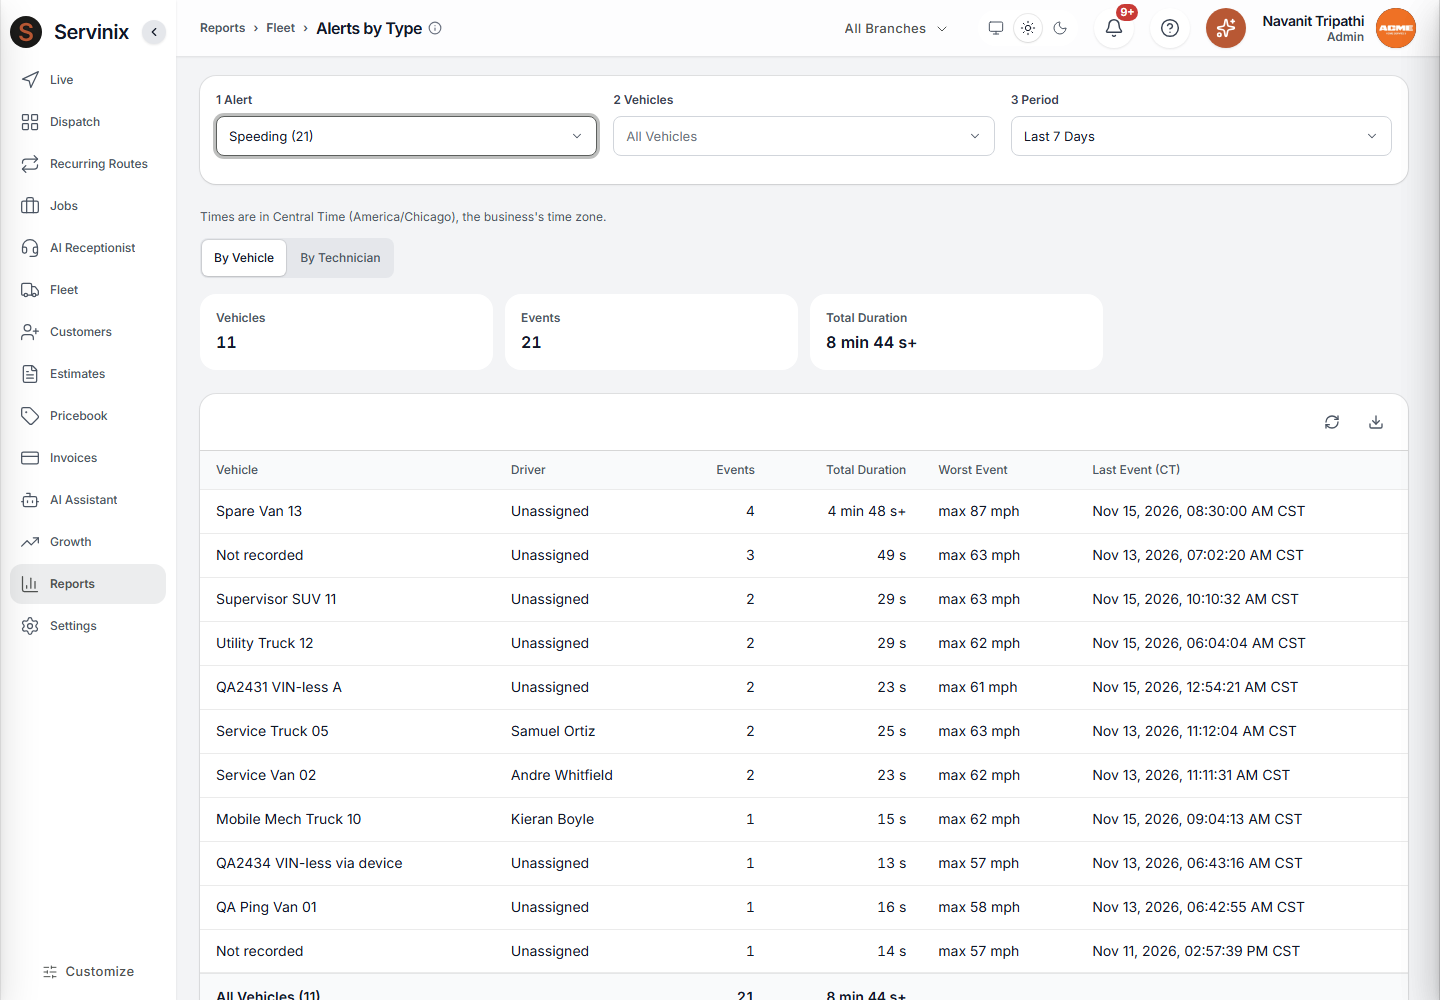 S Servinix
Reports › Fleet › Alerts by Type
All Branches
9+
Navanit Tripathi
Admin
ACME
Live
Dispatch
Recurring Routes
Jobs
AI Receptionist
Fleet
Customers
Estimates
Pricebook
Invoices
AI Assistant
Growth
Reports
Settings
Customize
1 Alert 2 Vehicles 3 Period
Speeding (21) All Vehicles Last 7 Days
Times are in Central Time (America/Chicago), the business's time zone.
By Vehicle By Technician
Vehicles Events Total Duration
11 21 8 min 44 s+
Vehicle Driver Events Total Duration Worst Event Last Event (CT)
Spare Van 13 Unassigned 4 4 min 48 s+ max 87 mph Nov 15, 2026, 08:30:00 AM CST
Not recorded Unassigned 3 49 s max 63 mph Nov 13, 2026, 07:02:20 AM CST
Supervisor SUV 11 Unassigned 2 29 s max 63 mph Nov 15, 2026, 10:10:32 AM CST
Utility Truck 12 Unassigned 2 29 s max 62 mph Nov 15, 2026, 06:04:04 AM CST
QA2431 VIN-less A Unassigned 2 23 s max 61 mph Nov 15, 2026, 12:54:21 AM CST
Service Truck 05 Samuel Ortiz 2 25 s max 63 mph Nov 13, 2026, 11:12:04 AM CST
Service Van 02 Andre Whitfield 2 23 s max 62 mph Nov 13, 2026, 11:11:31 AM CST
Mobile Mech Truck 10 Kieran Boyle 1 15 s max 62 mph Nov 15, 2026, 09:04:13 AM CST
QA2434 VIN-less via device Unassigned 1 13 s max 57 mph Nov 13, 2026, 06:43:16 AM CST
QA Ping Van 01 Unassigned 1 16 s max 58 mph Nov 13, 2026, 06:42:55 AM CST
Not recorded Unassigned 1 14 s max 57 mph Nov 11, 2026, 02:57:39 PM CST
All Vehicles (11) 21 8 min 44 s+